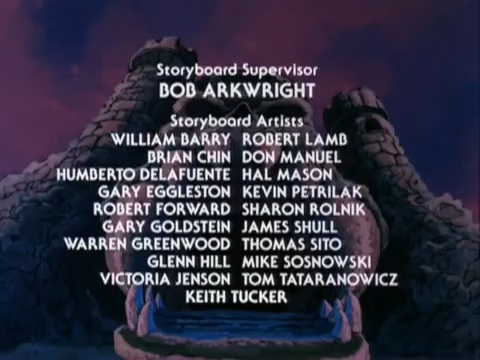 Storyboard Supervisor
BOB ARKWRIGHT
Storyboard Artists
WILLIAM BARRY ROBERT LAMB
BRIAN CHIN DON MANUEL
HUMBERTO DELAFUENTE HAL MASON
GARY EGGLESTON KEVIN PETRILAK
ROBERT FORWARD SHARON ROLNIK
GARY GOLDSTEIN JAMES SHULL
WARREN GREENWOOD THOMAS SITO
GLENN HILL MIKE SOSNOWSKI
VICTORIA JENSON TOM TATARANOWICZ
KEITH TUCKER